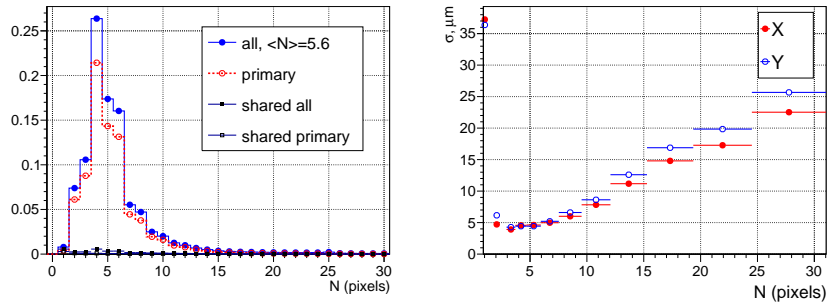 0.25
0.2
0.15
0.1
0.05
0
0 5 10 15 20 25 30
N (pixels)
all, <N>=5.6
primary
shared all
shared primary
σ, μm
35
30
25
20
15
10
5
0
5 10 15 20 25 30
N (pixels)
X
Y